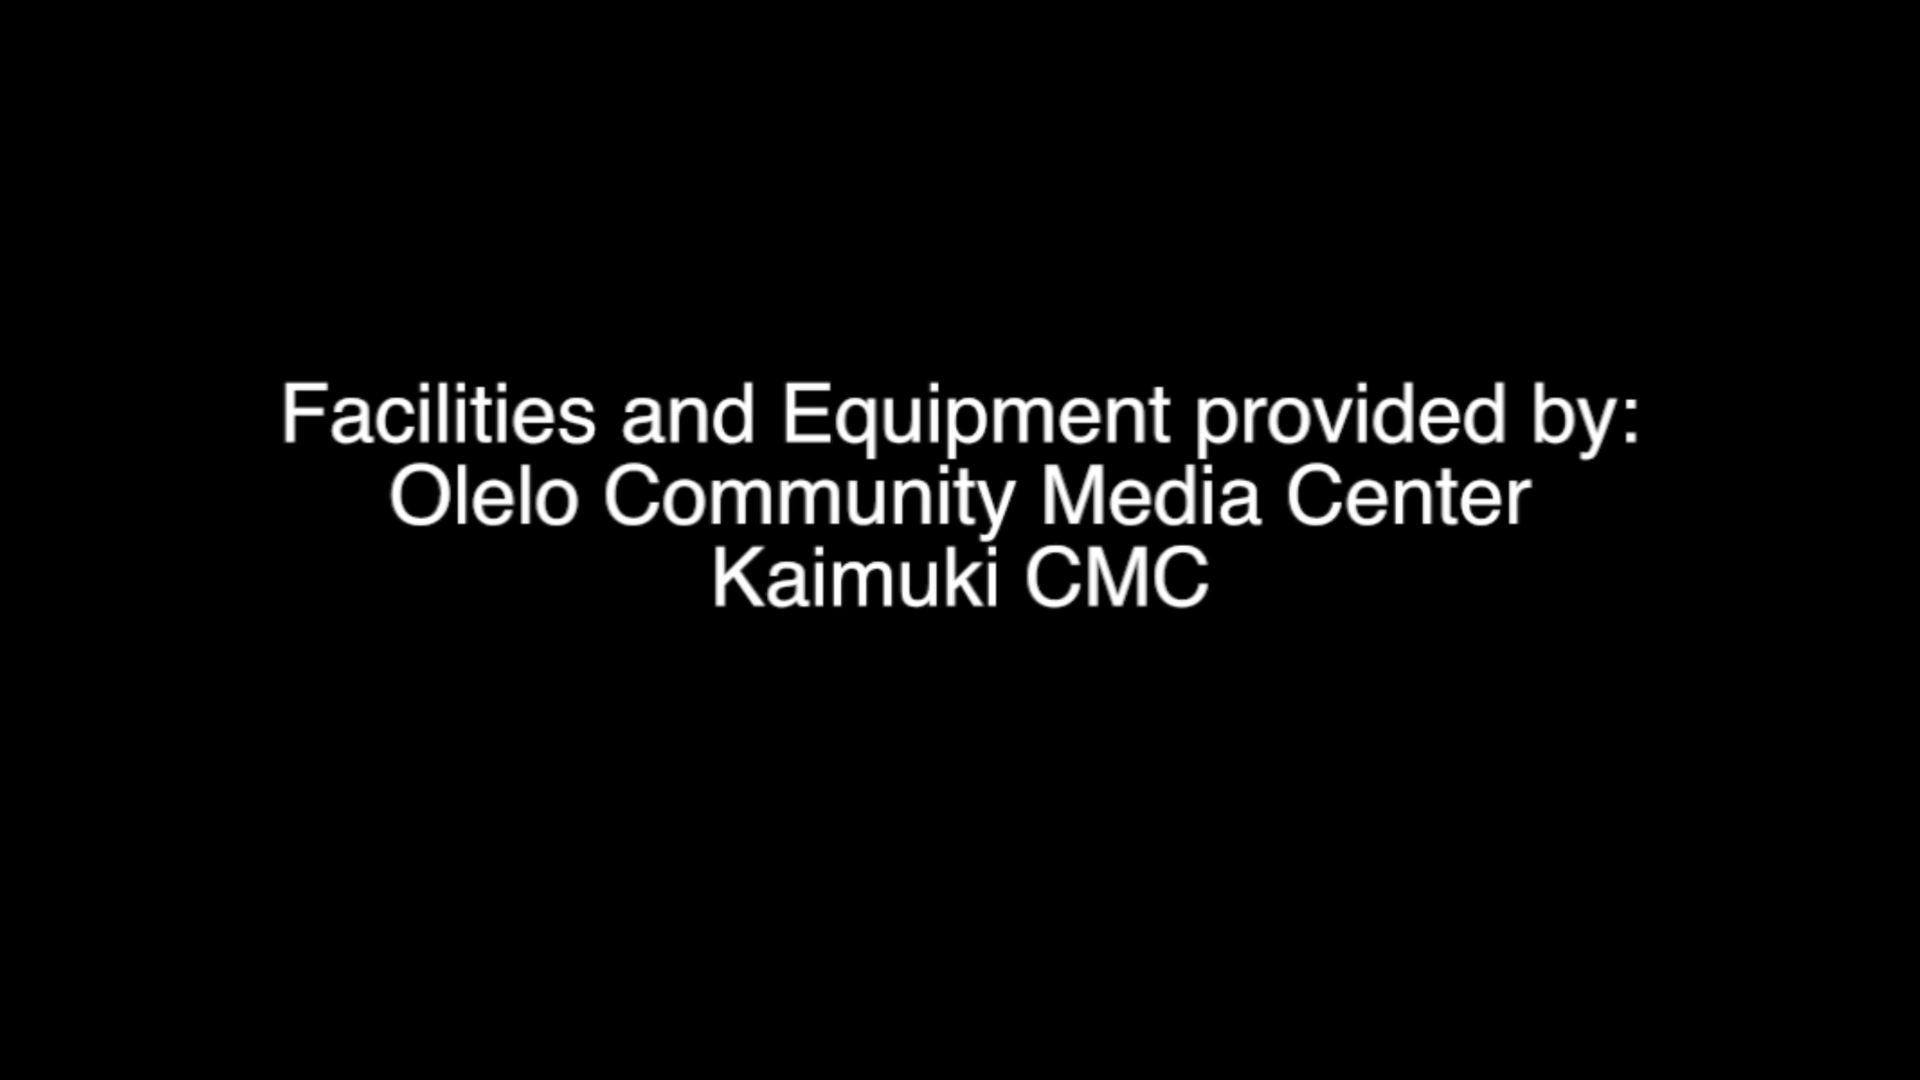 Facilities and Equipment provided by:
Olelo Community Media Center
Kaimuki CMC